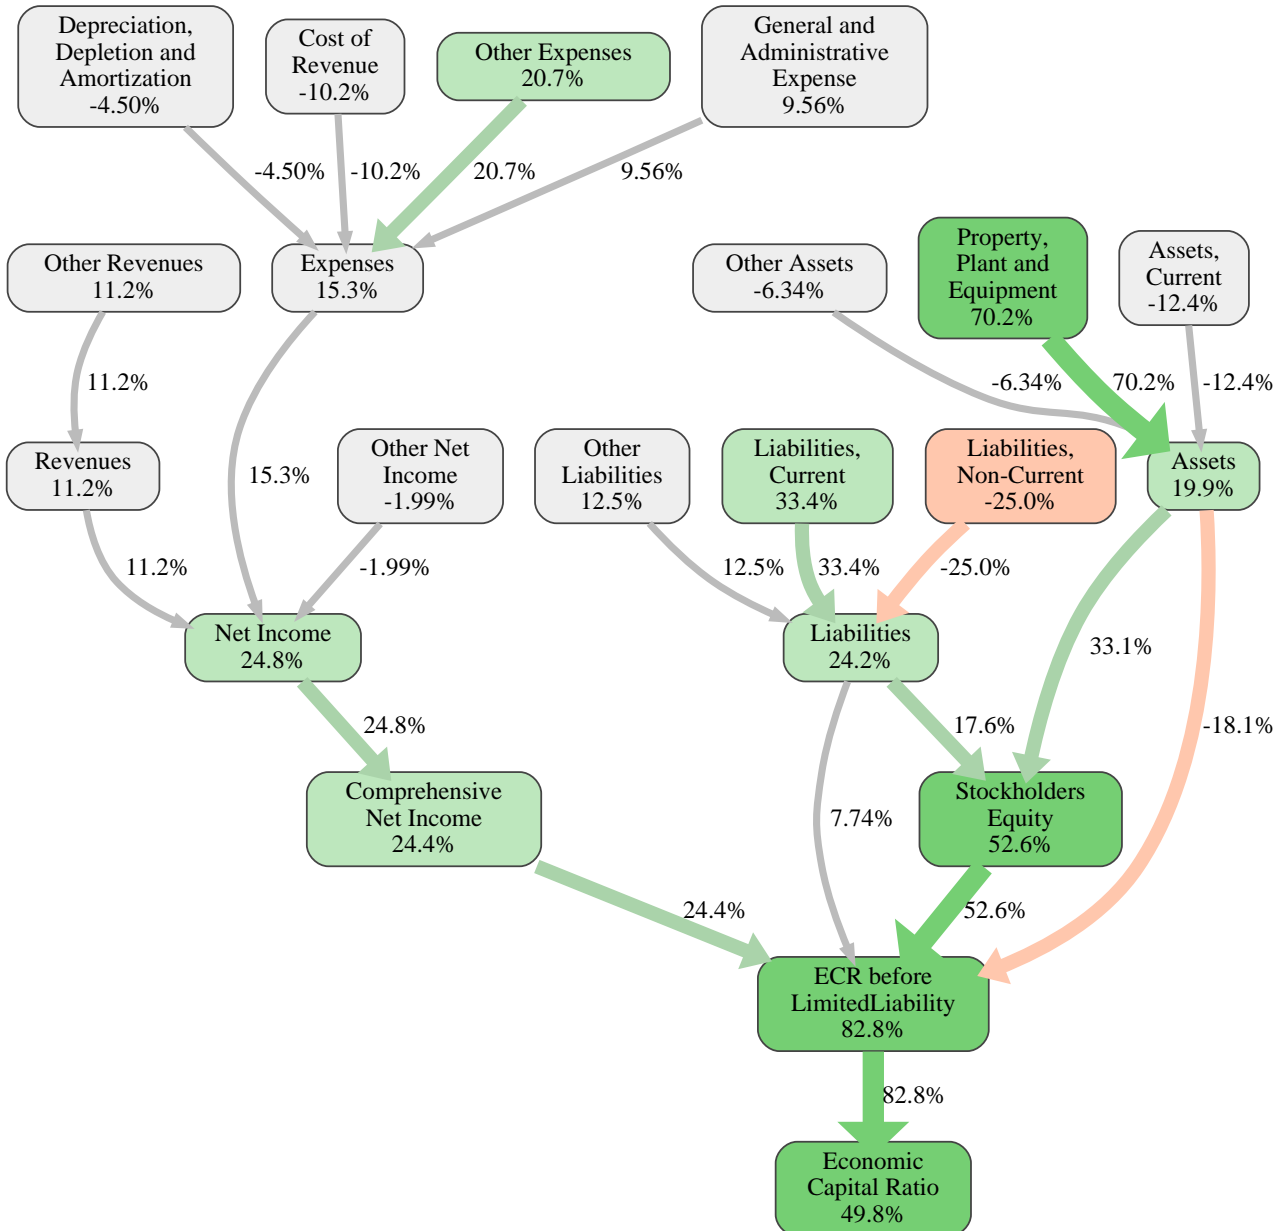 Depreciation,
Depletion and
Amortization
-4.50%
Cost of
Revenue
-10.2%
Other Expenses
20.7%
General and
Administrative
Expense
9.56%
-4.50%
-10.2%
20.7%
9.56%
Other Revenues
11.2%
Expenses
15.3%
Other Assets
-6.34%
Property,
Plant and
Equipment
70.2%
Assets,
Current
-12.4%
11.2%
-6.34%
70.2%
-12.4%
Revenues
11.2%
15.3%
Other Net
Income
-1.99%
Other
Liabilities
12.5%
Liabilities,
Current
33.4%
Liabilities,
Non-Current
-25.0%
Assets
19.9%
11.2%
-1.99%
12.5%
33.4%
-25.0%
Net Income
24.8%
Liabilities
24.2%
33.1%
24.8%
17.6%
-18.1%
Comprehensive
Net Income
24.4%
7.74%
Stockholders
Equity
52.6%
24.4%
52.6%
ECR before
LimitedLiability
82.8%
82.8%
Economic
Capital Ratio
49.8%